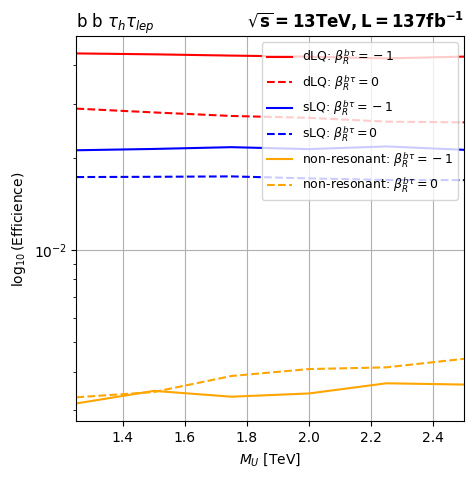 b b τ_h τ_lep
√s = 13TeV, L = 137fb⁻¹
dLQ: β_R^{bτ} = −1
dLQ: β_R^{bτ} = 0
sLQ: β_R^{bτ} = −1
sLQ: β_R^{bτ} = 0
non-resonant: β_R^{bτ} = −1
non-resonant: β_R^{bτ} = 0
log₁₀(Efficience)
10⁻²
1.4 1.6 1.8 2.0 2.2 2.4
M_U [TeV]